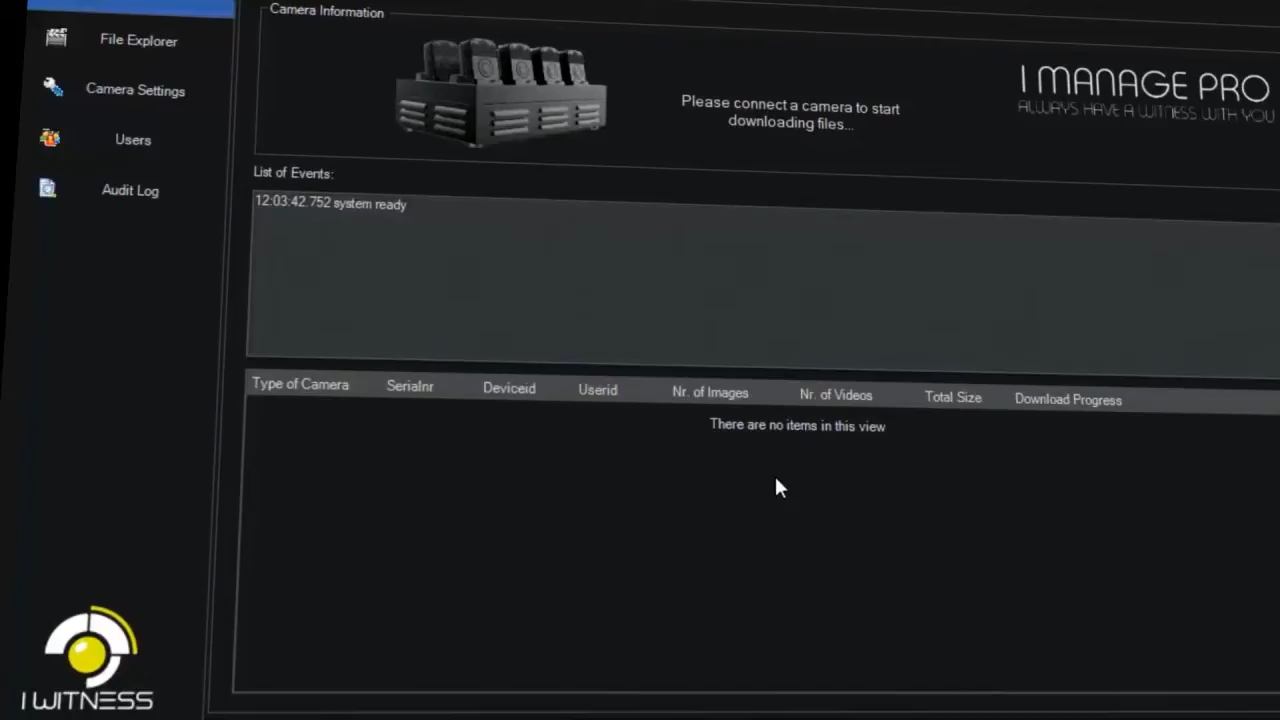 Camera Information
File Explorer
Camera Settings
Users
Audit Log
Please connect a camera to start
downloading files...
I MANAGE PRO
ALWAYS HAVE A WITNESS WITH YOU
List of Events:
12:03:42.752 system ready
Type of Camera Serialnr Deviceid Userid Nr. of Images Nr. of Videos Total Size Download Progress
There are no items in this view
I WITNESS